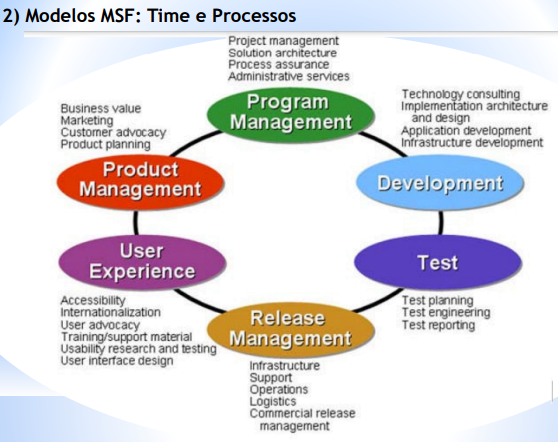 2) Modelos MSF: Time e Processos
Project management
Solution architecture
Process assurance
Administrative services
Program
Management
Technology consulting
Implementation architecture
and design
Application development
Infrastructure development
Development
Business value
Marketing
Customer advocacy
Product planning
Product
Management
User
Experience
Accessibility
Internationalization
User advocacy
Training/support material
Usability research and testing
User interface design
Test
Test planning
Test engineering
Test reporting
Release
Management
Infrastructure
Support
Operations
Logistics
Commercial release
management